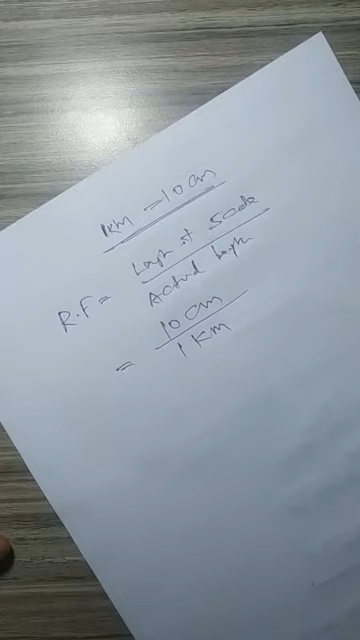 1km = 10cm
R.F = Length of Scale / Actual length
= 10cm / 1 Km